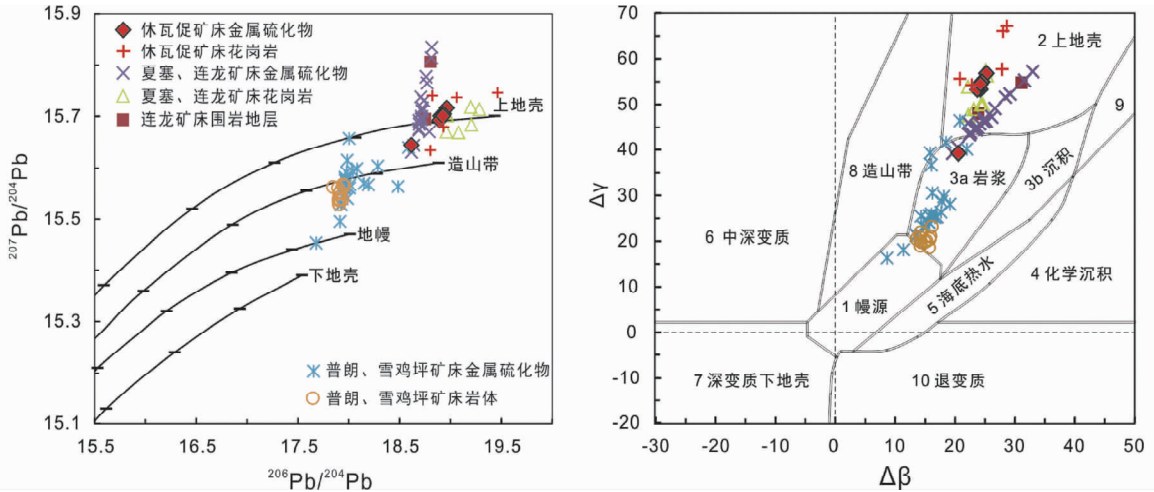 15.9
15.7
15.5
15.3
15.1
²⁰⁷Pb/²⁰⁴Pb
休瓦促矿床金属硫化物
休瓦促矿床花岗岩
夏塞、连龙矿床金属硫化物
夏塞、连龙矿床花岗岩
连龙矿床围岩地层
上地壳
造山带
地幔
下地壳
普朗、雪鸡坪矿床金属硫化物
普朗、雪鸡坪矿床岩体
15.5 16.5 17.5 18.5 19.5
²⁰⁶Pb/²⁰⁴Pb
70
60
50
40
30
20
10
0
-10
-20
Δγ
2 上地壳
9
8 造山带
3a 岩浆
3b 沉积
6 中深变质
5 海底热水
4 化学沉积
1 幔源
7 深变质下地壳
10 退变质
-30 -20 -10 0 10 20 30 40 50
Δβ